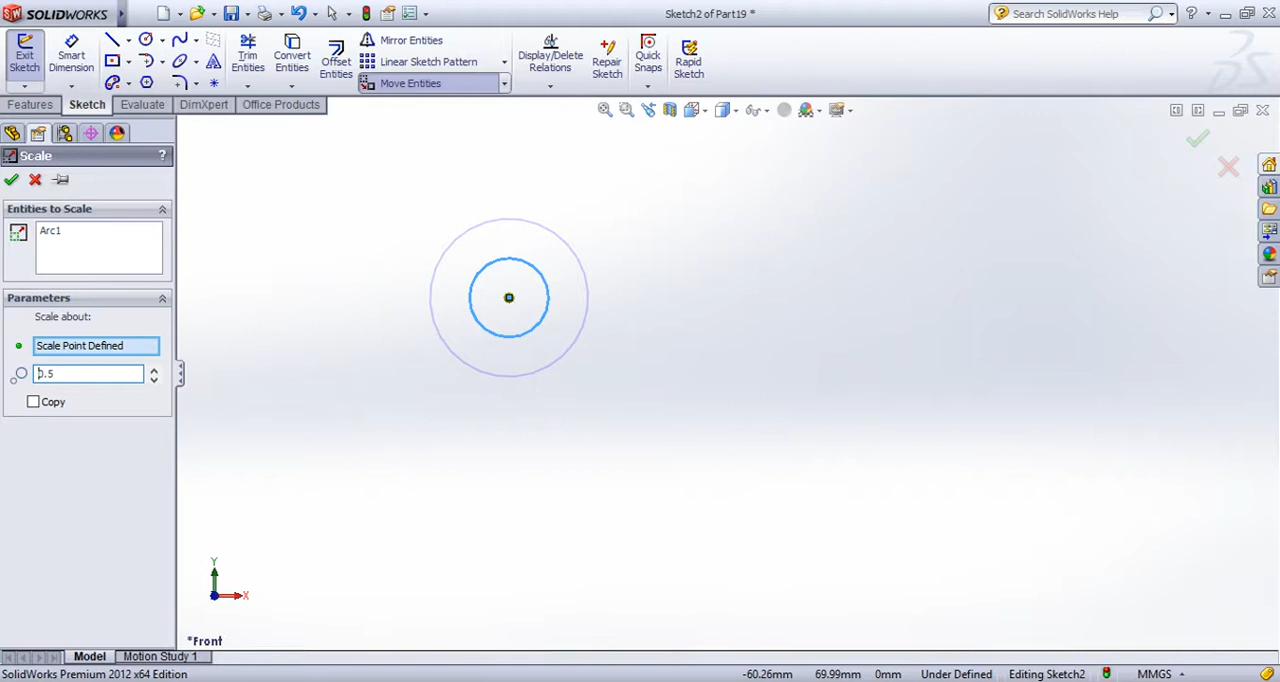 SOLIDWORKS
Sketch2 of Part19 *
Search SolidWorks Help
Exit Sketch
Smart Dimension
Trim Entities
Convert Entities
Offset Entities
Mirror Entities
Linear Sketch Pattern
Move Entities
Display/Delete Relations
Repair Sketch
Quick Snaps
Rapid Sketch
Features
Sketch
Evaluate
DimXpert
Office Products
Scale
?
Entities to Scale
Arc1
Parameters
Scale about:
Scale Point Defined
0.5
Copy
Y
X
*Front
Model
Motion Study 1
SolidWorks Premium 2012 x64 Edition
-60.26mm
69.99mm
0mm
Under Defined
Editing Sketch2
MMGS